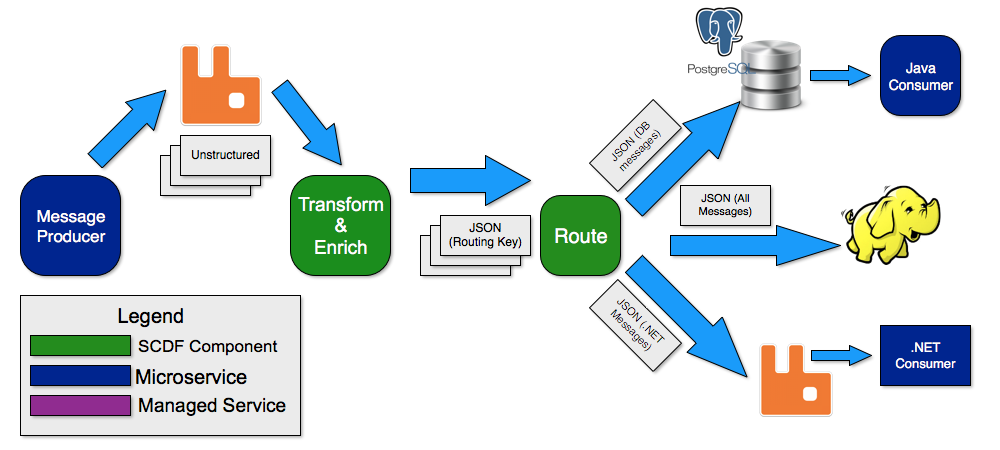 PostgreSQL
Java
Consumer
Unstructured
JSON (DB
messages)
Message
Producer
Transform
&
Enrich
JSON
(Routing Key)
Route
JSON (All
Messages)
JSON (.NET
Messages)
.NET
Consumer
Legend
SCDF Component
Microservice
Managed Service